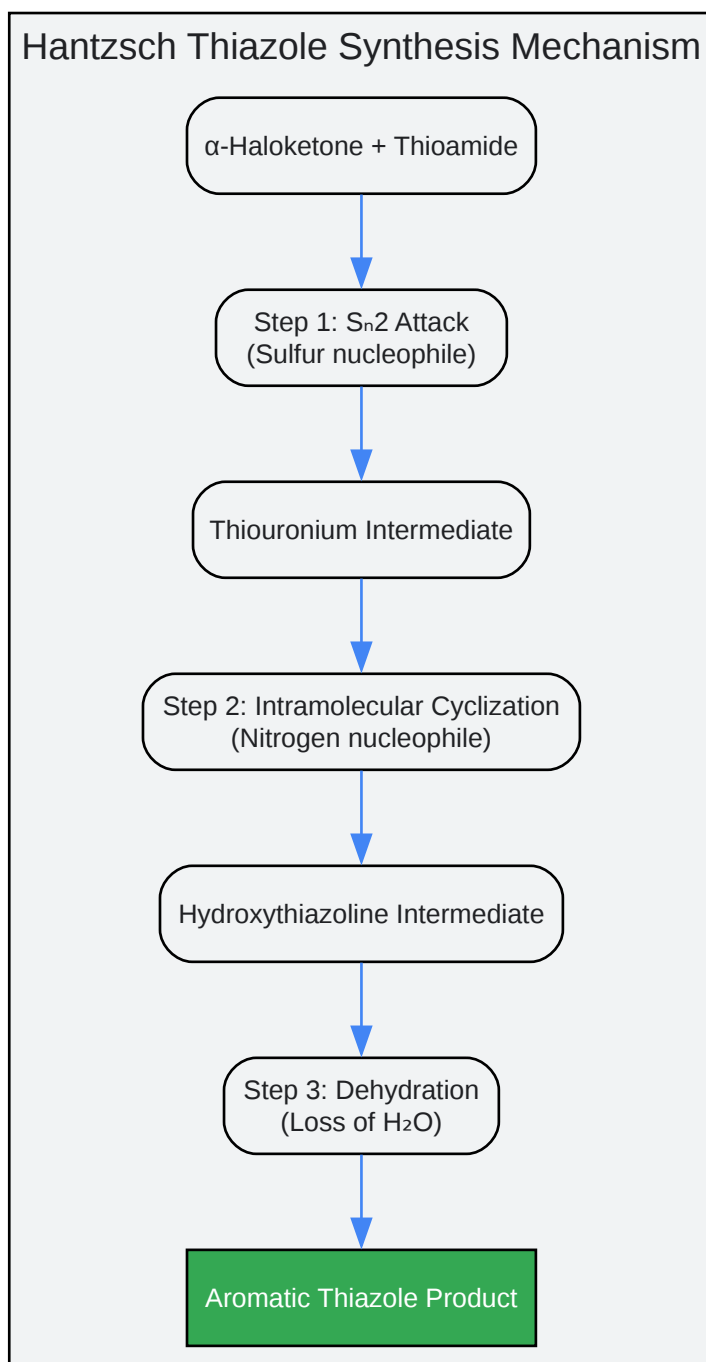 Hantzsch Thiazole Synthesis Mechanism
α-Haloketone + Thioamide
Step 1: Sₙ2 Attack
(Sulfur nucleophile)
Thiouronium Intermediate
Step 2: Intramolecular Cyclization
(Nitrogen nucleophile)
Hydroxythiazoline Intermediate
Step 3: Dehydration
(Loss of H₂O)
Aromatic Thiazole Product